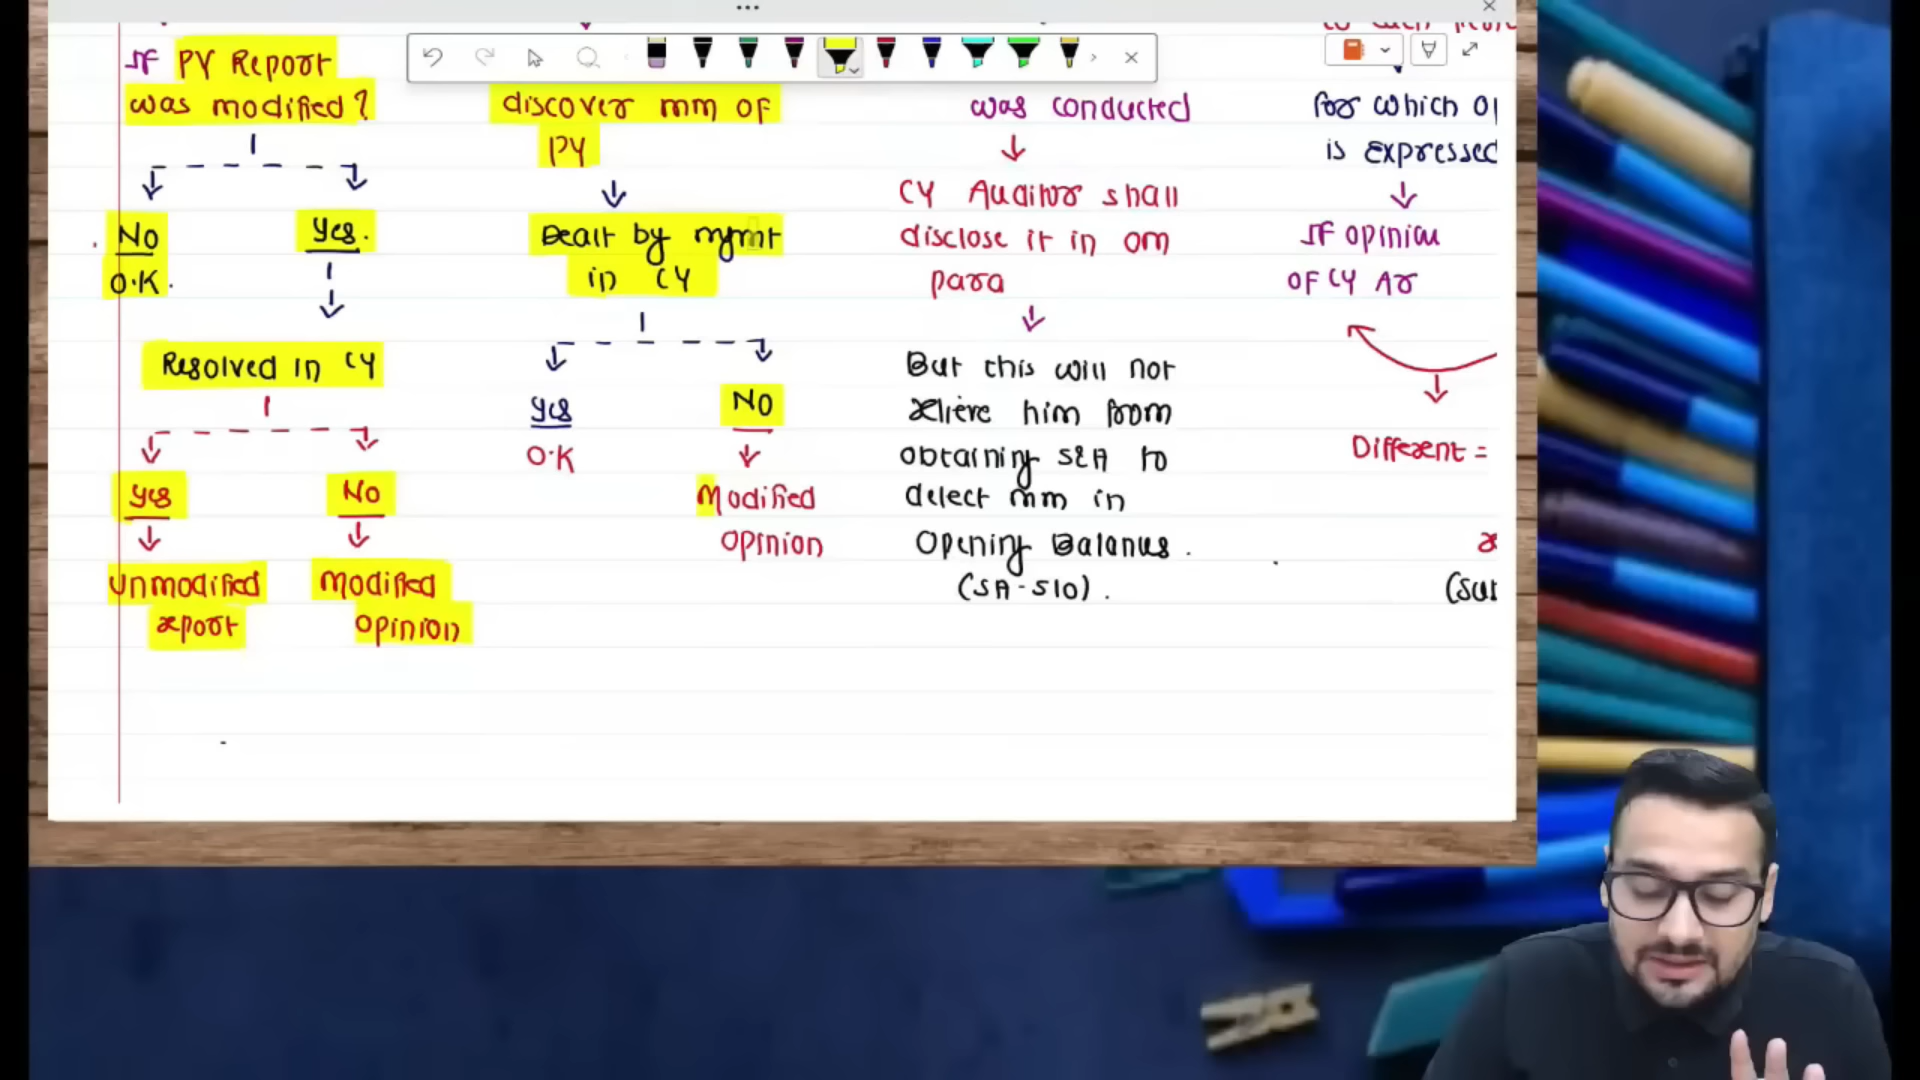 If PY Report
was modified?
No
O.K.
Yes.
Resolved in CY
Yes
No
Unmodified
report
Modified
opinion
discover mm of
PY
Dealt by mgmt
in CY
Yes
O.K
No
Modified
opinion
was conducted
CY Auditor shall
disclose it in OM
para
But this will not
relieve him from
obtaining SEA to
detect mm in
Opening Balances.
(SA-510).
for which
is expressed
If opinion
OF CY AR
Different =